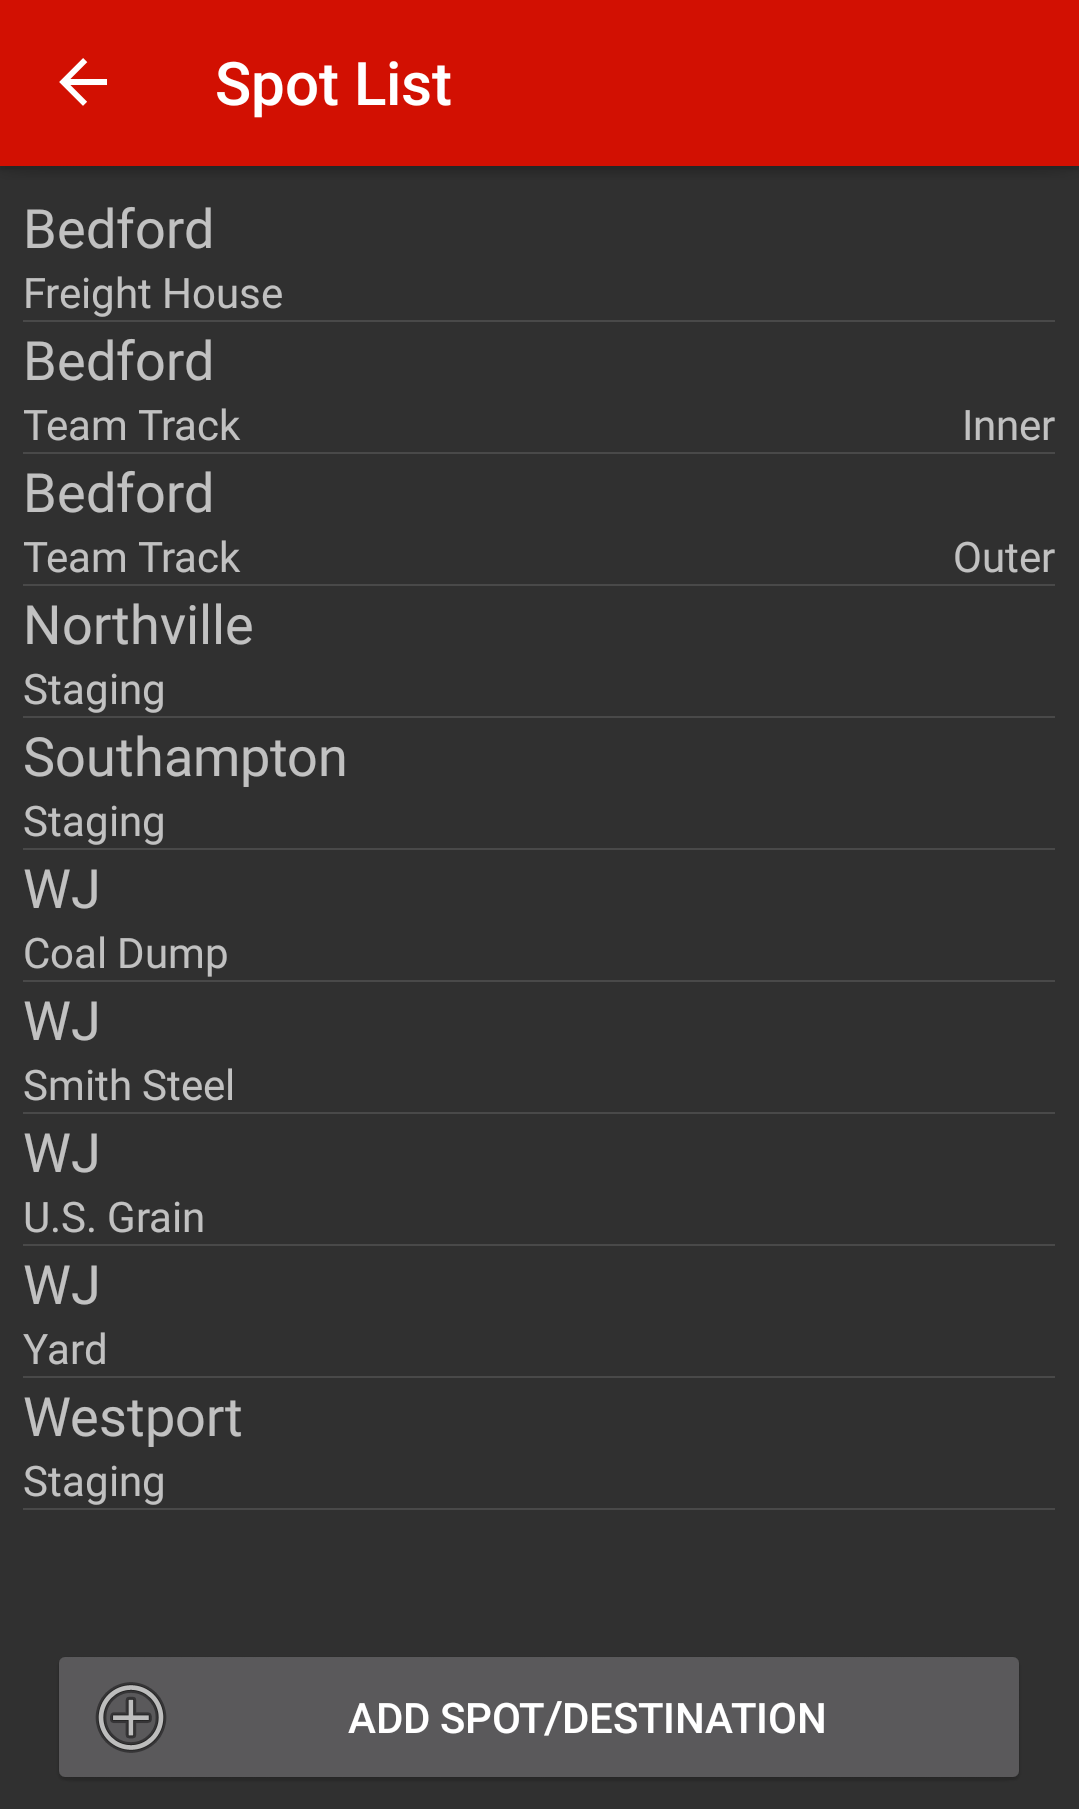 Spot List
Bedford
Freight House
Bedford
Team Track Inner
Bedford
Team Track Outer
Northville
Staging
Southampton
Staging
WJ
Coal Dump
WJ
Smith Steel
WJ
U.S. Grain
WJ
Yard
Westport
Staging
ADD SPOT/DESTINATION